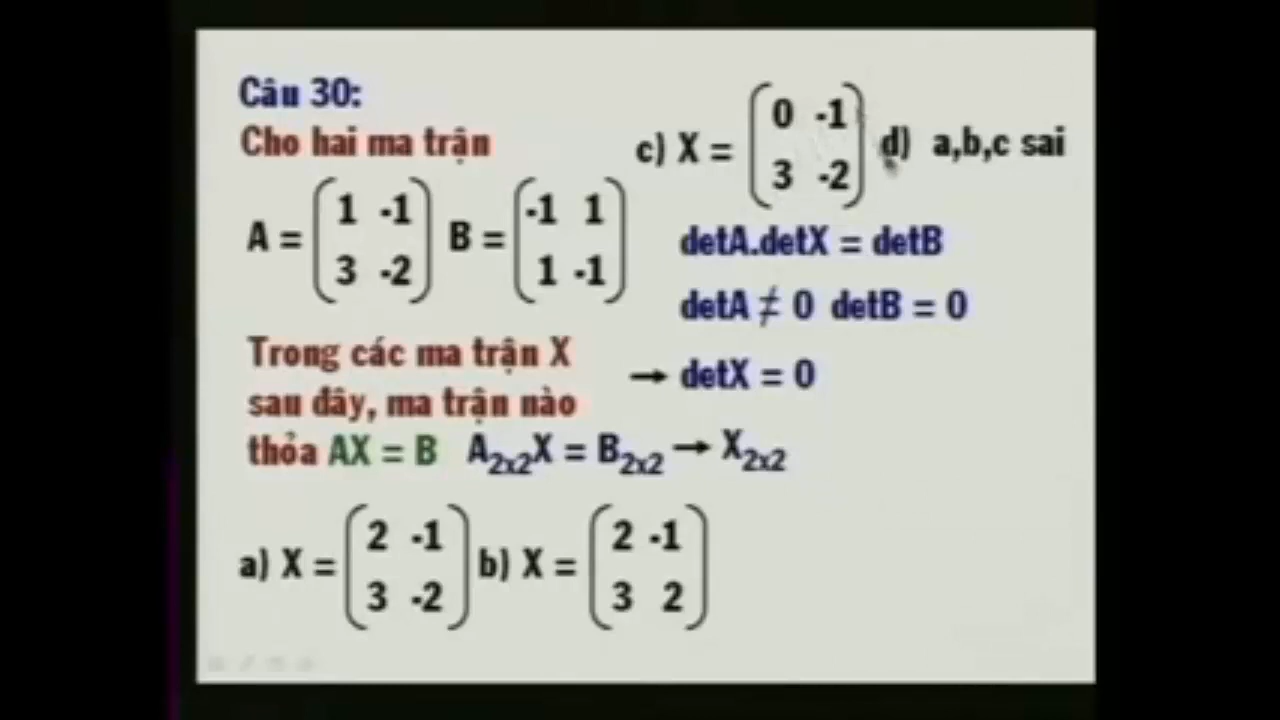 Câu 30:
Cho hai ma trận
A = (1 -1
3 -2) B = (-1 1
1 -1)
Trong các ma trận X
sau đây, ma trận nào
thỏa AX = B A2x2X = B2x2 → X2x2
a) X = (2 -1
3 -2) b) X = (2 -1
3 2)
c) X = (0 -1
3 -2) d) a,b,c sai
detA.detX = detB
detA ≠ 0 detB = 0
→ detX = 0